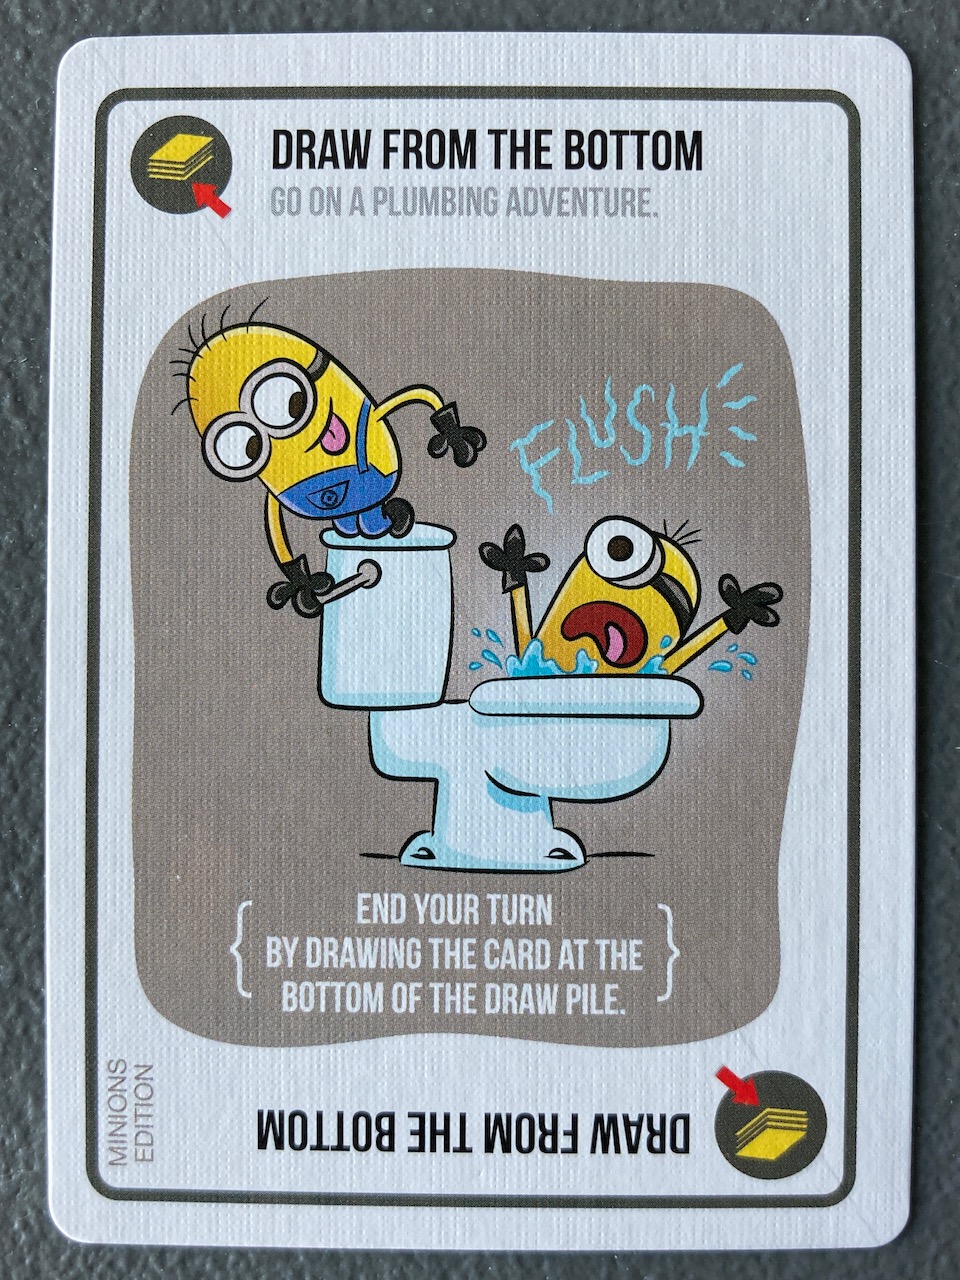 DRAW FROM THE BOTTOM
GO ON A PLUMBING ADVENTURE.
FLUSH
END YOUR TURN
BY DRAWING THE CARD AT THE
BOTTOM OF THE DRAW PILE.
MINIONS
EDITION
DRAW FROM THE BOTTOM